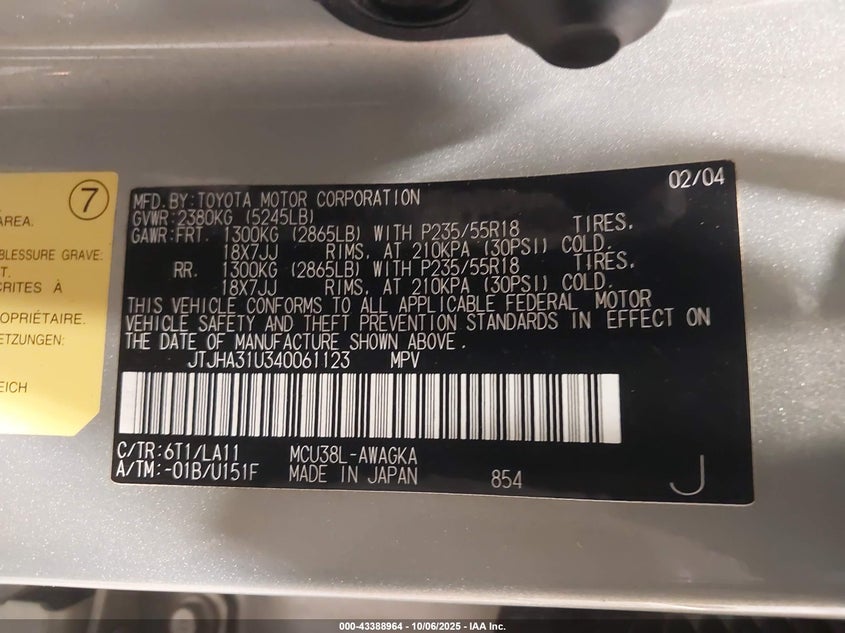 7
AREA.
BLESSURE GRAVE:
T.
CRITES À
OPRIÉTAIRE.
ETZUNGEN:
EICH
02/04
MFD. BY: TOYOTA MOTOR CORPORATION
GVWR: 2380KG (5245LB)
GAWR: FRT. 1300KG (2865LB) WITH P235/55R18 TIRES.
18X7JJ RIMS, AT 210KPA (30PSI) COLD.
RR. 1300KG (2865LB) WITH P235/55R18 TIRES.
18X7JJ RIMS, AT 210KPA (30PSI) COLD.
THIS VEHICLE CONFORMS TO ALL APPLICABLE FEDERAL MOTOR
VEHICLE SAFETY AND THEFT PREVENTION STANDARDS IN EFFECT ON
THE DATE OF MANUFACTURE SHOWN ABOVE.
JTJHA31U340061123 MPV
C/TR: 6T1/LA11 MCU38L-AWAGKA
A/TM: -01B/U151F MADE IN JAPAN 854 J
000-43388964 - 10/06/2025 - IAA Inc.